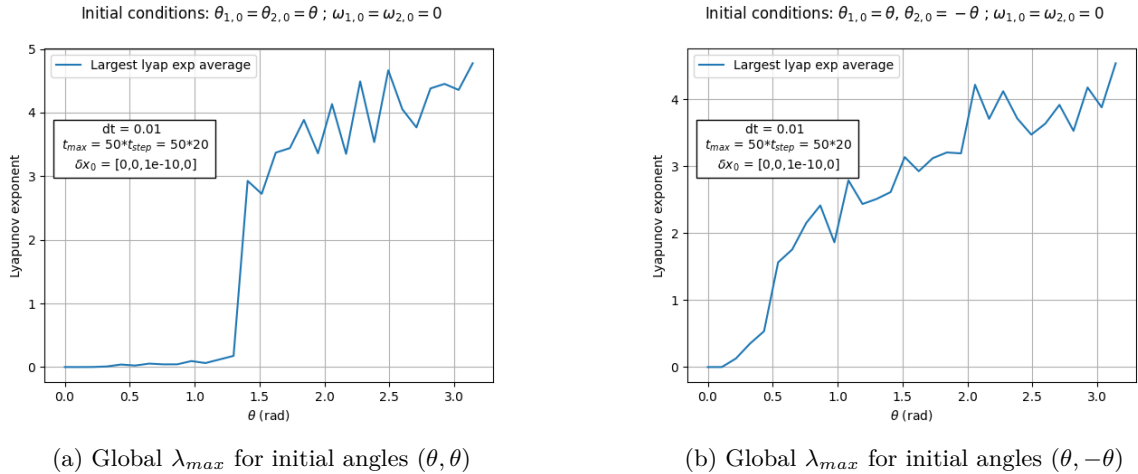 Initial conditions: θ1,0 = θ2,0 = θ ; ω1,0 = ω2,0 = 0
Largest lyap exp average
dt = 0.01
tmax = 50*tstep = 50*20
δx0 = [0,0,1e-10,0]
Lyapunov exponent
5
4
3
2
1
0
0.0 0.5 1.0 1.5 2.0 2.5 3.0
θ (rad)
(a) Global λmax for initial angles (θ, θ)
Initial conditions: θ1,0 = θ, θ2,0 = − θ ; ω1,0 = ω2,0 = 0
Largest lyap exp average
dt = 0.01
tmax = 50*tstep = 50*20
δx0 = [0,0,1e-10,0]
Lyapunov exponent
4
3
2
1
0
0.0 0.5 1.0 1.5 2.0 2.5 3.0
θ (rad)
(b) Global λmax for initial angles (θ, −θ)